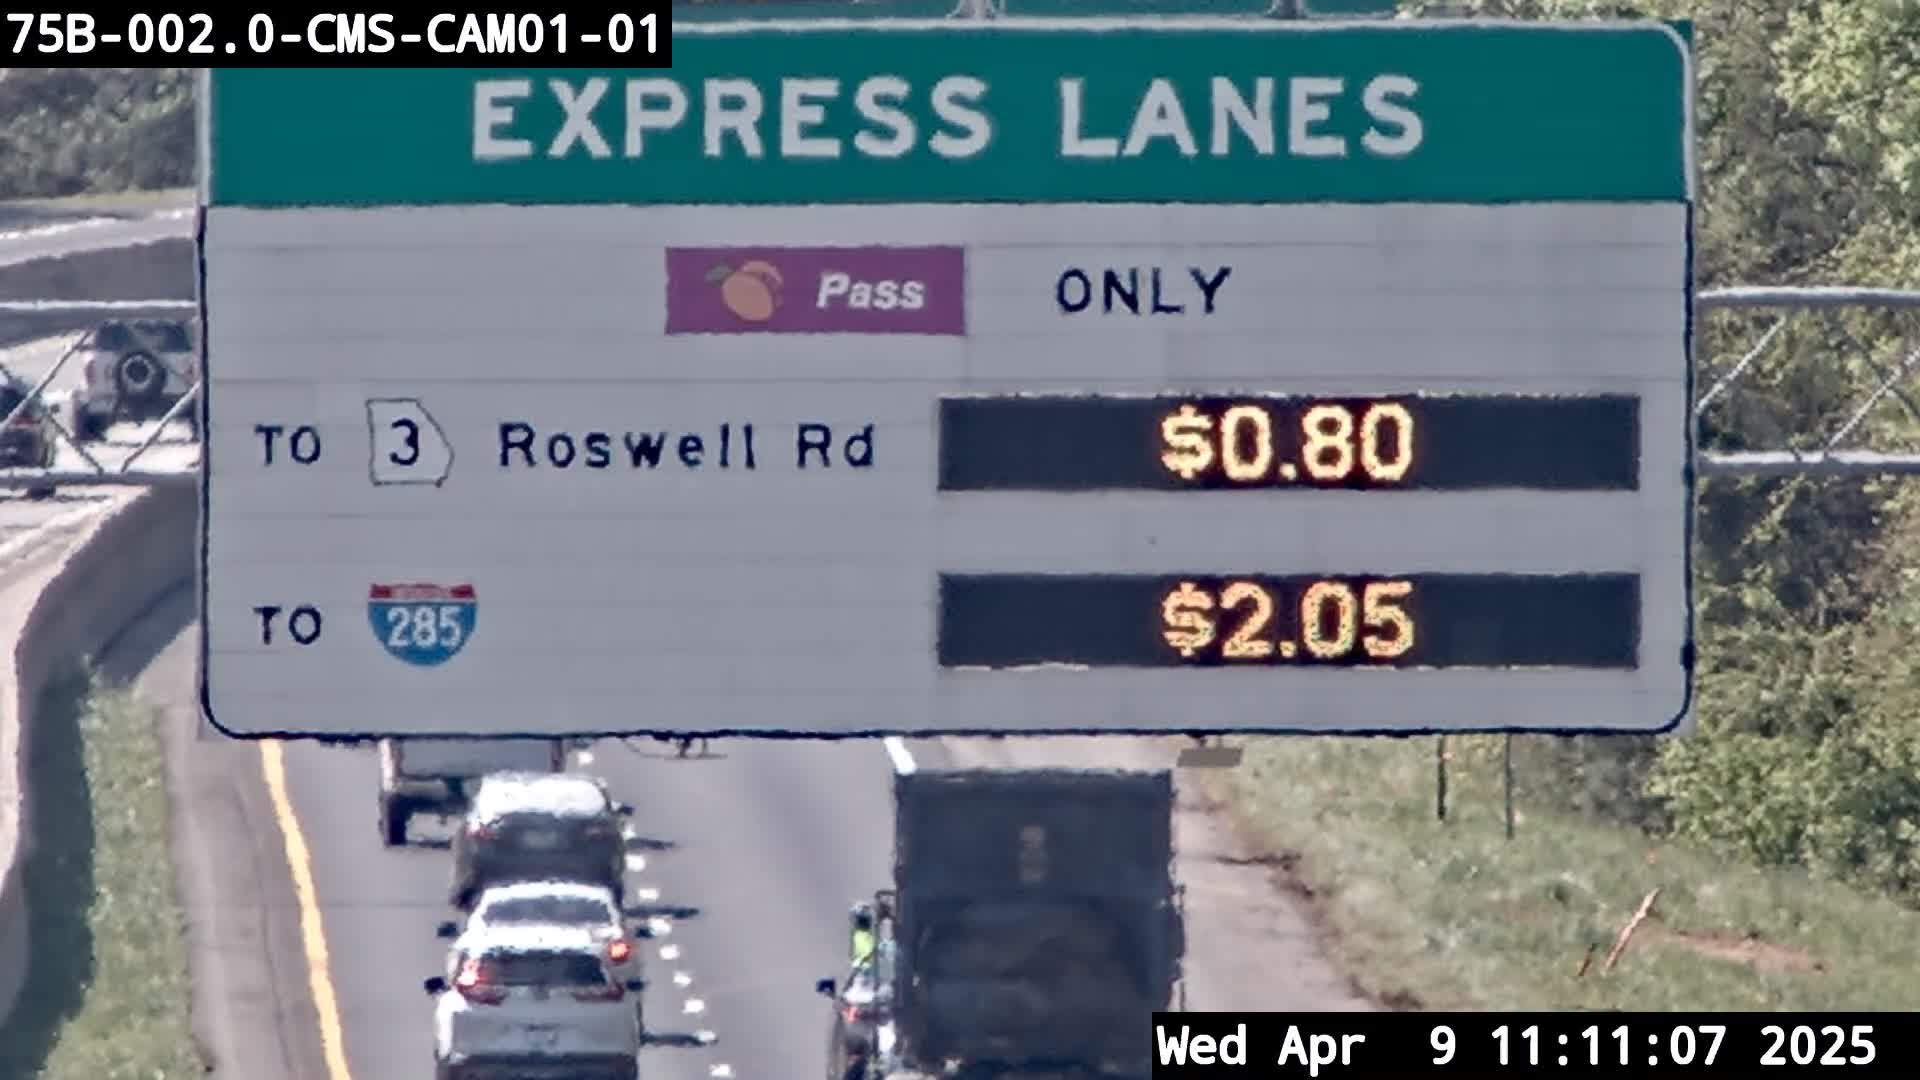 75B-002.0-CMS-CAM01-01
EXPRESS LANES
Pass ONLY
TO 3 Roswell Rd $0.80
TO 285 $2.05
Wed Apr 9 11:11:07 2025